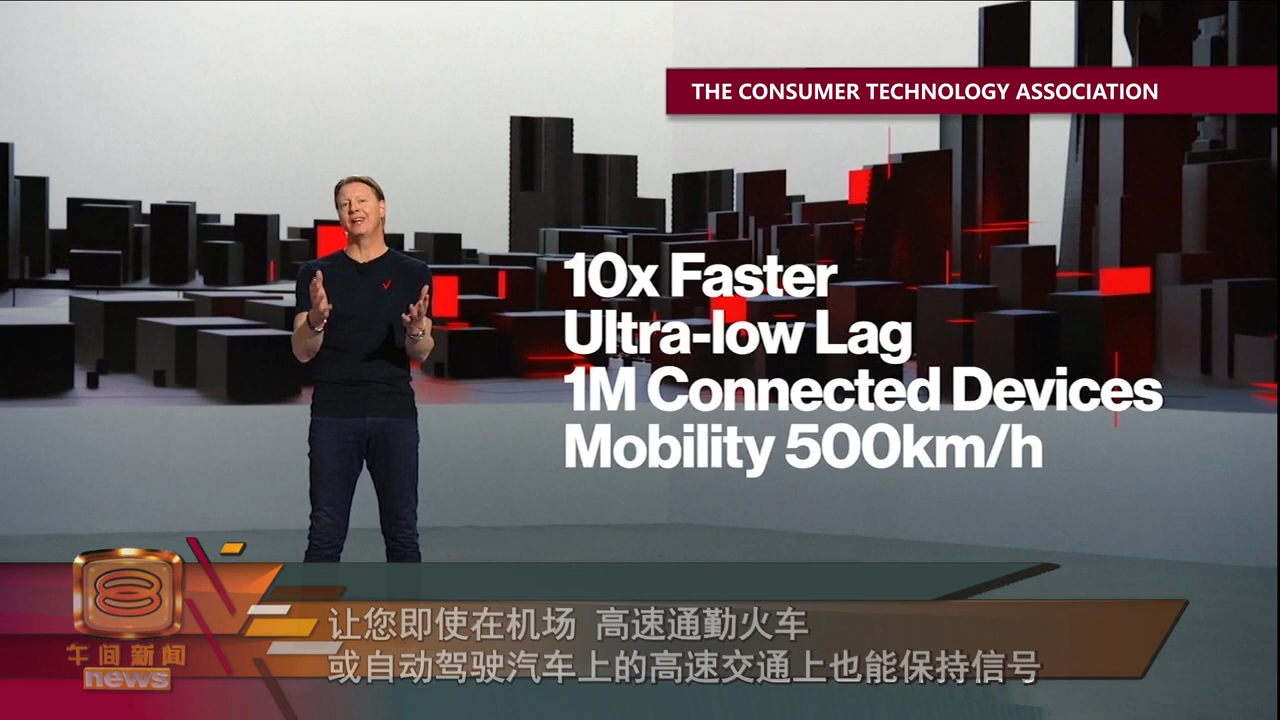 THE CONSUMER TECHNOLOGY ASSOCIATION
10x Faster
Ultra-low Lag
1M Connected Devices
Mobility 500km/h
让您即使在机场 高速通勤火车
或自动驾驶汽车上的高速交通上也能保持信号
8
午间新闻
news